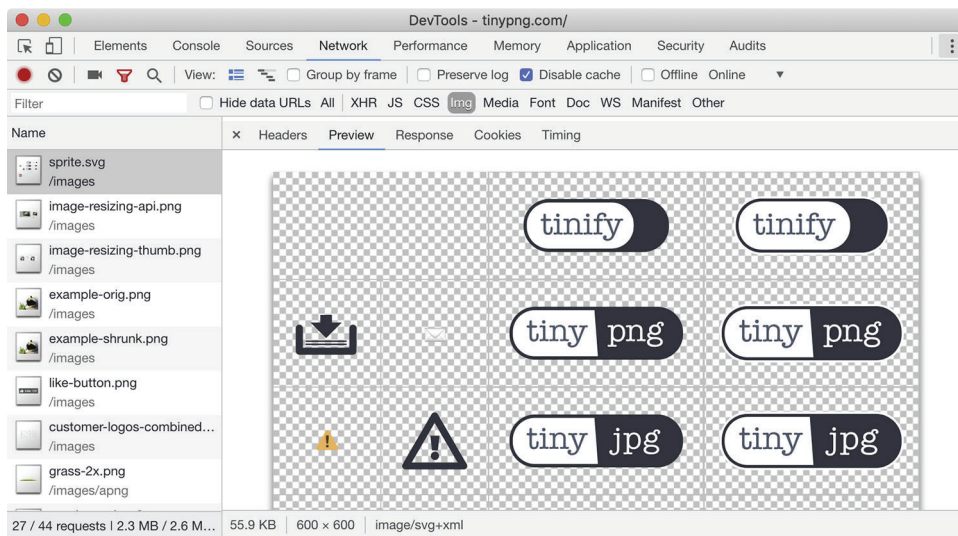 DevTools - tinypng.com/
Elements Console Sources Network Performance Memory Application Security Audits
View: Group by frame Preserve log Disable cache Offline Online
Filter Hide data URLs All XHR JS CSS Img Media Font Doc WS Manifest Other
Name
× Headers Preview Response Cookies Timing
sprite.svg
/images
image-resizing-api.png
/images
image-resizing-thumb.png
/images
example-orig.png
/images
example-shrunk.png
/images
like-button.png
/images
customer-logos-combined...
/images
grass-2x.png
/images/apng
tinify tinify
tiny png tiny png
tiny jpg tiny jpg
27 / 44 requests | 2.3 MB / 2.6 M... 55.9 KB 600 × 600 image/svg+xml